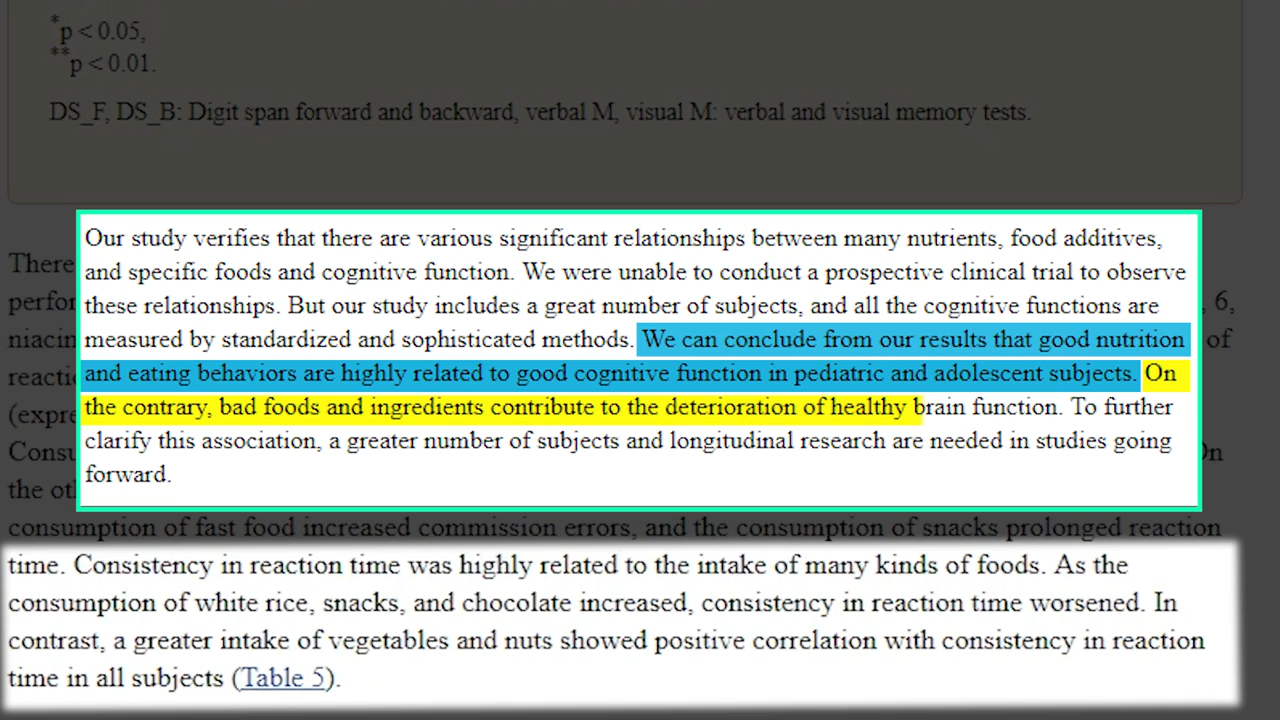 *p < 0.05,
**p < 0.01.
DS_F, DS_B: Digit span forward and backward, verbal M, visual M: verbal and visual memory tests.
Our study verifies that there are various significant relationships between many nutrients, food additives,
and specific foods and cognitive function. We were unable to conduct a prospective clinical trial to observe
these relationships. But our study includes a great number of subjects, and all the cognitive functions are
measured by standardized and sophisticated methods. We can conclude from our results that good nutrition
and eating behaviors are highly related to good cognitive function in pediatric and adolescent subjects. On
the contrary, bad foods and ingredients contribute to the deterioration of healthy brain function. To further
clarify this association, a greater number of subjects and longitudinal research are needed in studies going
forward.
There
, 6,
of
the
consumption of fast food increased commission errors, and the consumption of snacks prolonged reaction
time. Consistency in reaction time was highly related to the intake of many kinds of foods. As the
consumption of white rice, snacks, and chocolate increased, consistency in reaction time worsened. In
contrast, a greater intake of vegetables and nuts showed positive correlation with consistency in reaction
time in all subjects (Table 5).